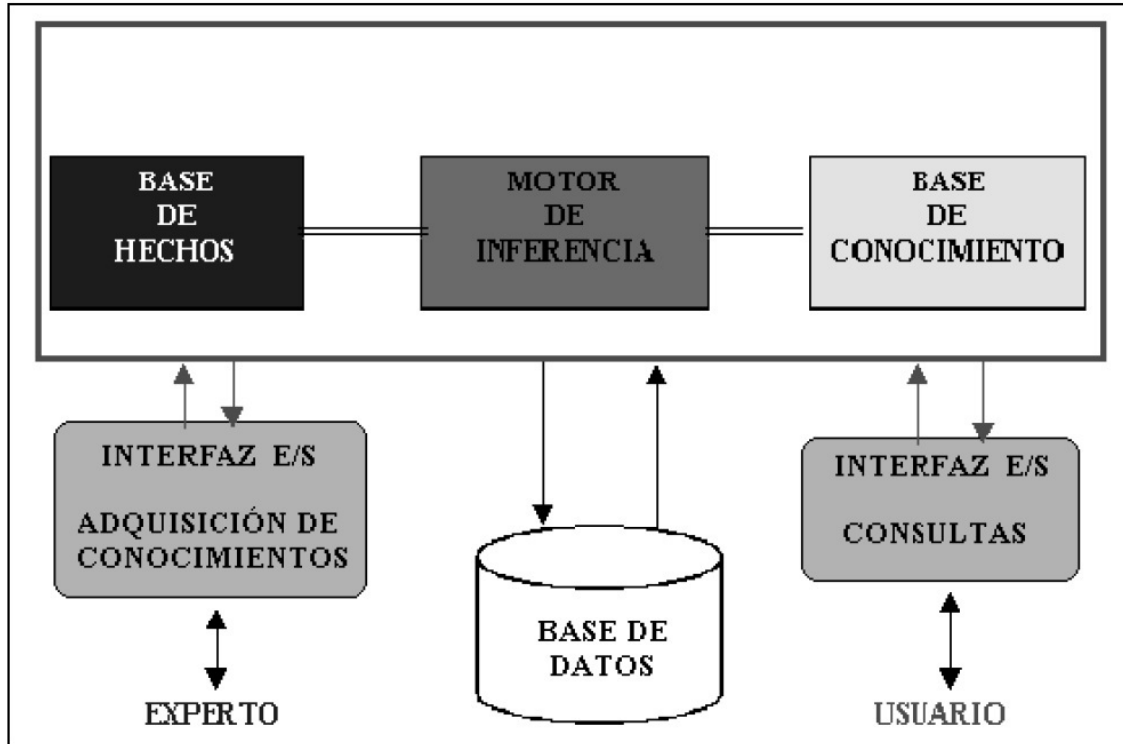 BASE
DE
HECHOS
MOTOR
DE
INFERENCIA
BASE
DE
CONOCIMIENTO
INTERFAZ E/S
ADQUISICIÓN DE
CONOCIMIENTOS
INTERFAZ E/S
CONSULTAS
BASE DE
DATOS
EXPERTO
USUARIO